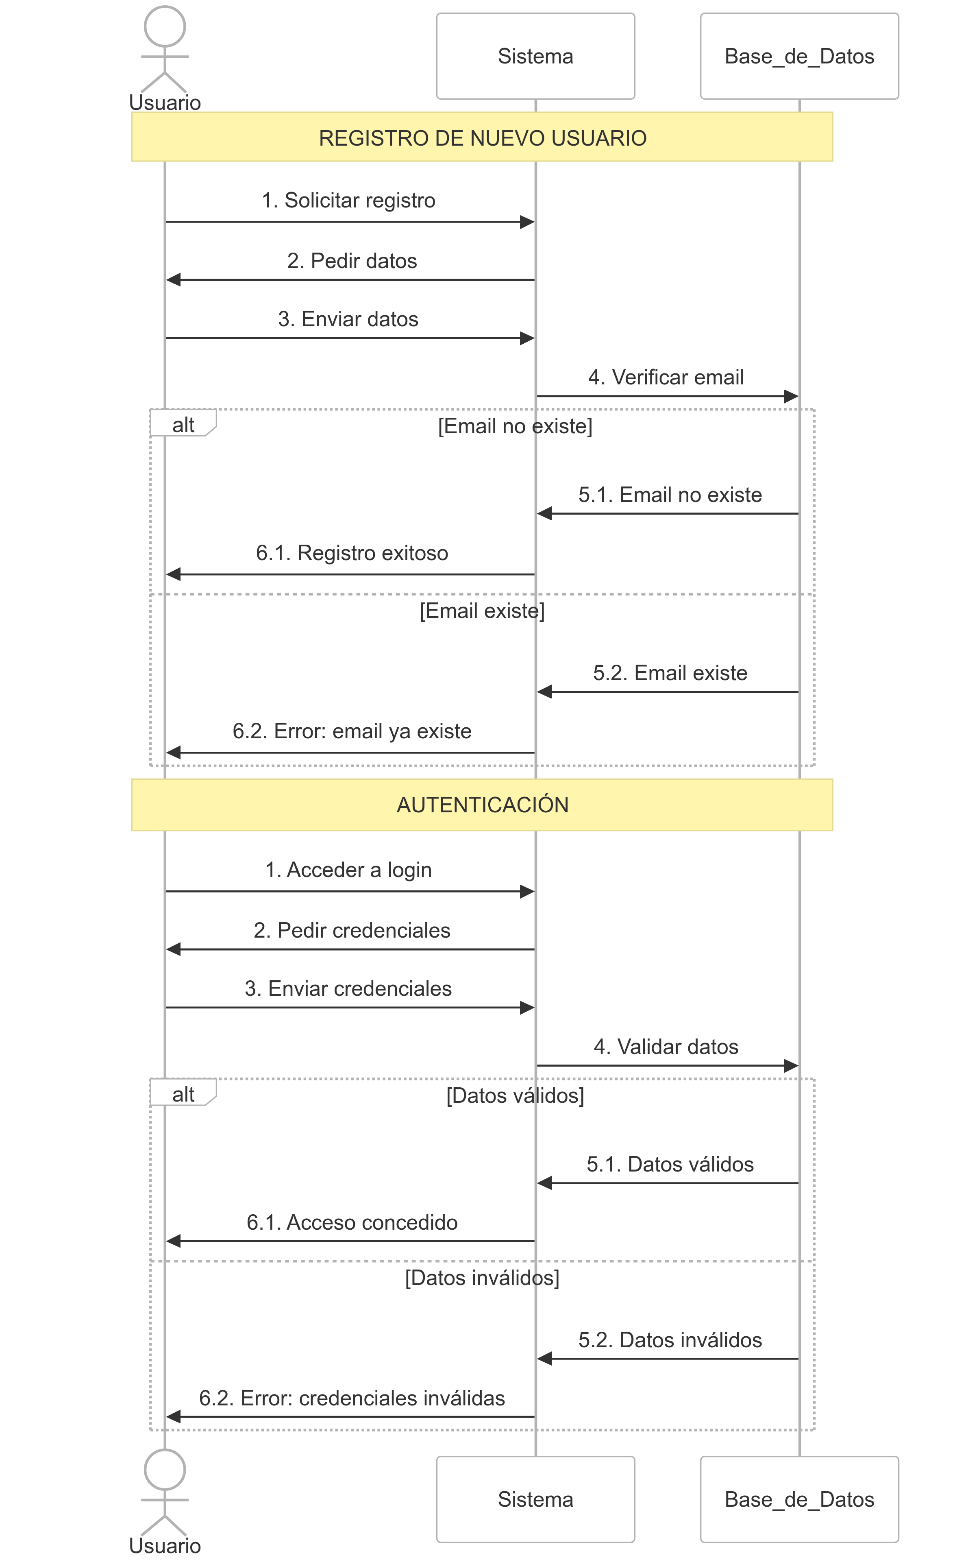 Usuario
Sistema
Base_de_Datos
REGISTRO DE NUEVO USUARIO
1. Solicitar registro
2. Pedir datos
3. Enviar datos
4. Verificar email
alt
[Email no existe]
5.1. Email no existe
6.1. Registro exitoso
[Email existe]
5.2. Email existe
6.2. Error: email ya existe
AUTENTICACIÓN
1. Acceder a login
2. Pedir credenciales
3. Enviar credenciales
4. Validar datos
alt
[Datos válidos]
5.1. Datos válidos
6.1. Acceso concedido
[Datos inválidos]
5.2. Datos inválidos
6.2. Error: credenciales inválidas
Usuario
Sistema
Base_de_Datos